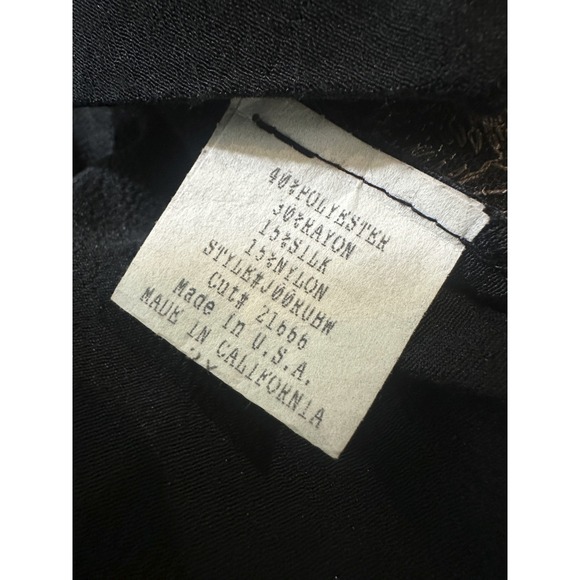 40%POLYESTER
30%RAYON
15%SILK
15%NYLON
STYLE#J00RUBW
Cut# 21666
Made in U.S.A.
MADE IN CALIFORNIA